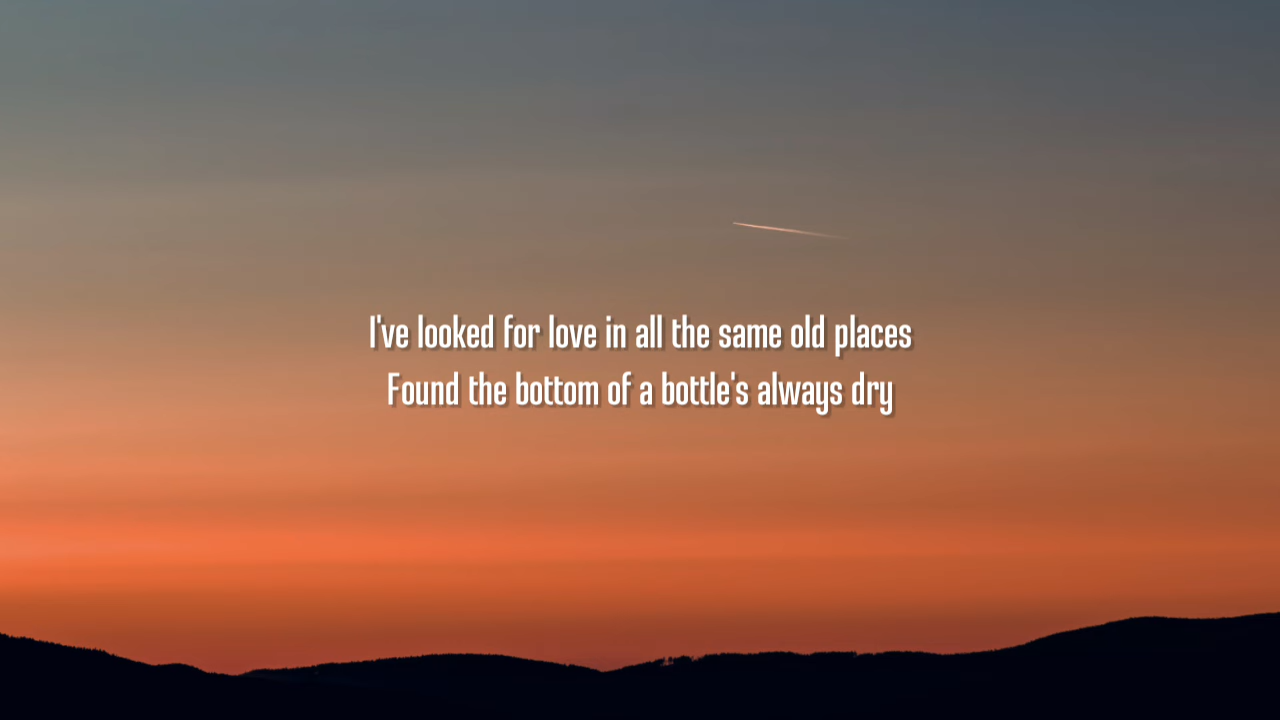 I've looked for love in all the same old places
Found the bottom of a bottle's always dry